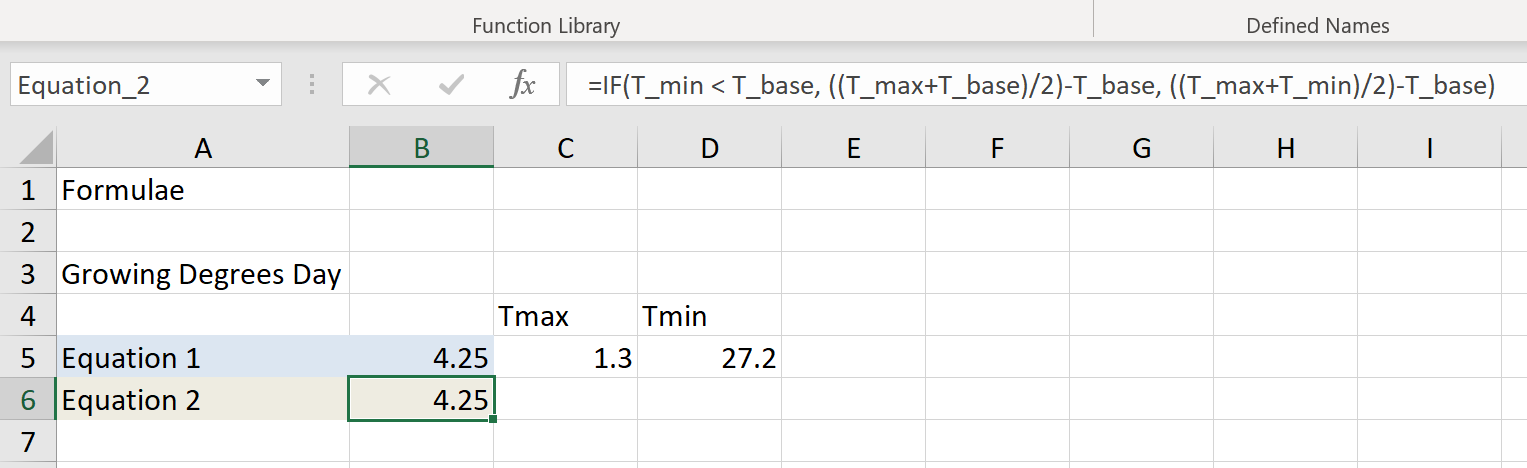 Function Library Defined Names
Equation_2 fx =IF(T_min < T_base, ((T_max+T_base)/2)-T_base, ((T_max+T_min)/2)-T_base)
A B C D E F G H I
1 Formulae
2
3 Growing Degrees Day
4 Tmax Tmin
5 Equation 1 4.25 1.3 27.2
6 Equation 2 4.25
7